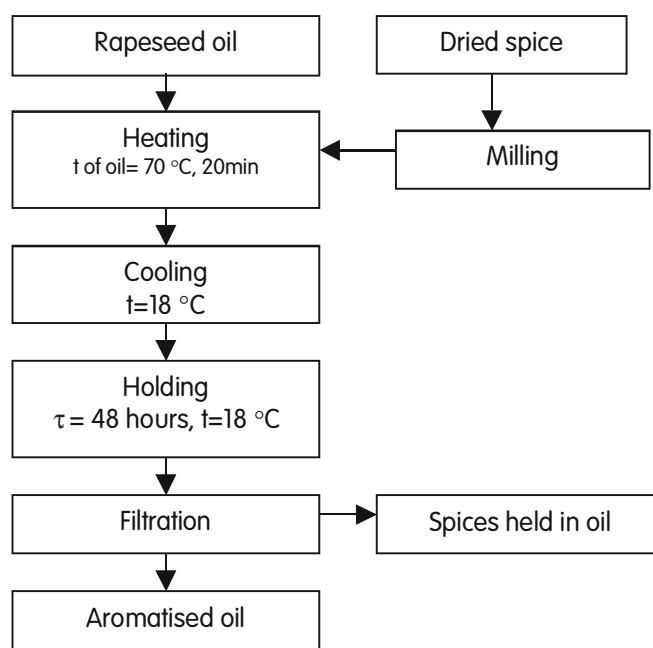 Rapeseed oil
Dried spice
Heating
t of oil= 70 °C, 20min
Milling
Cooling
t=18 °C
Holding
τ = 48 hours, t=18 °C
Filtration
Spices held in oil
Aromatised oil